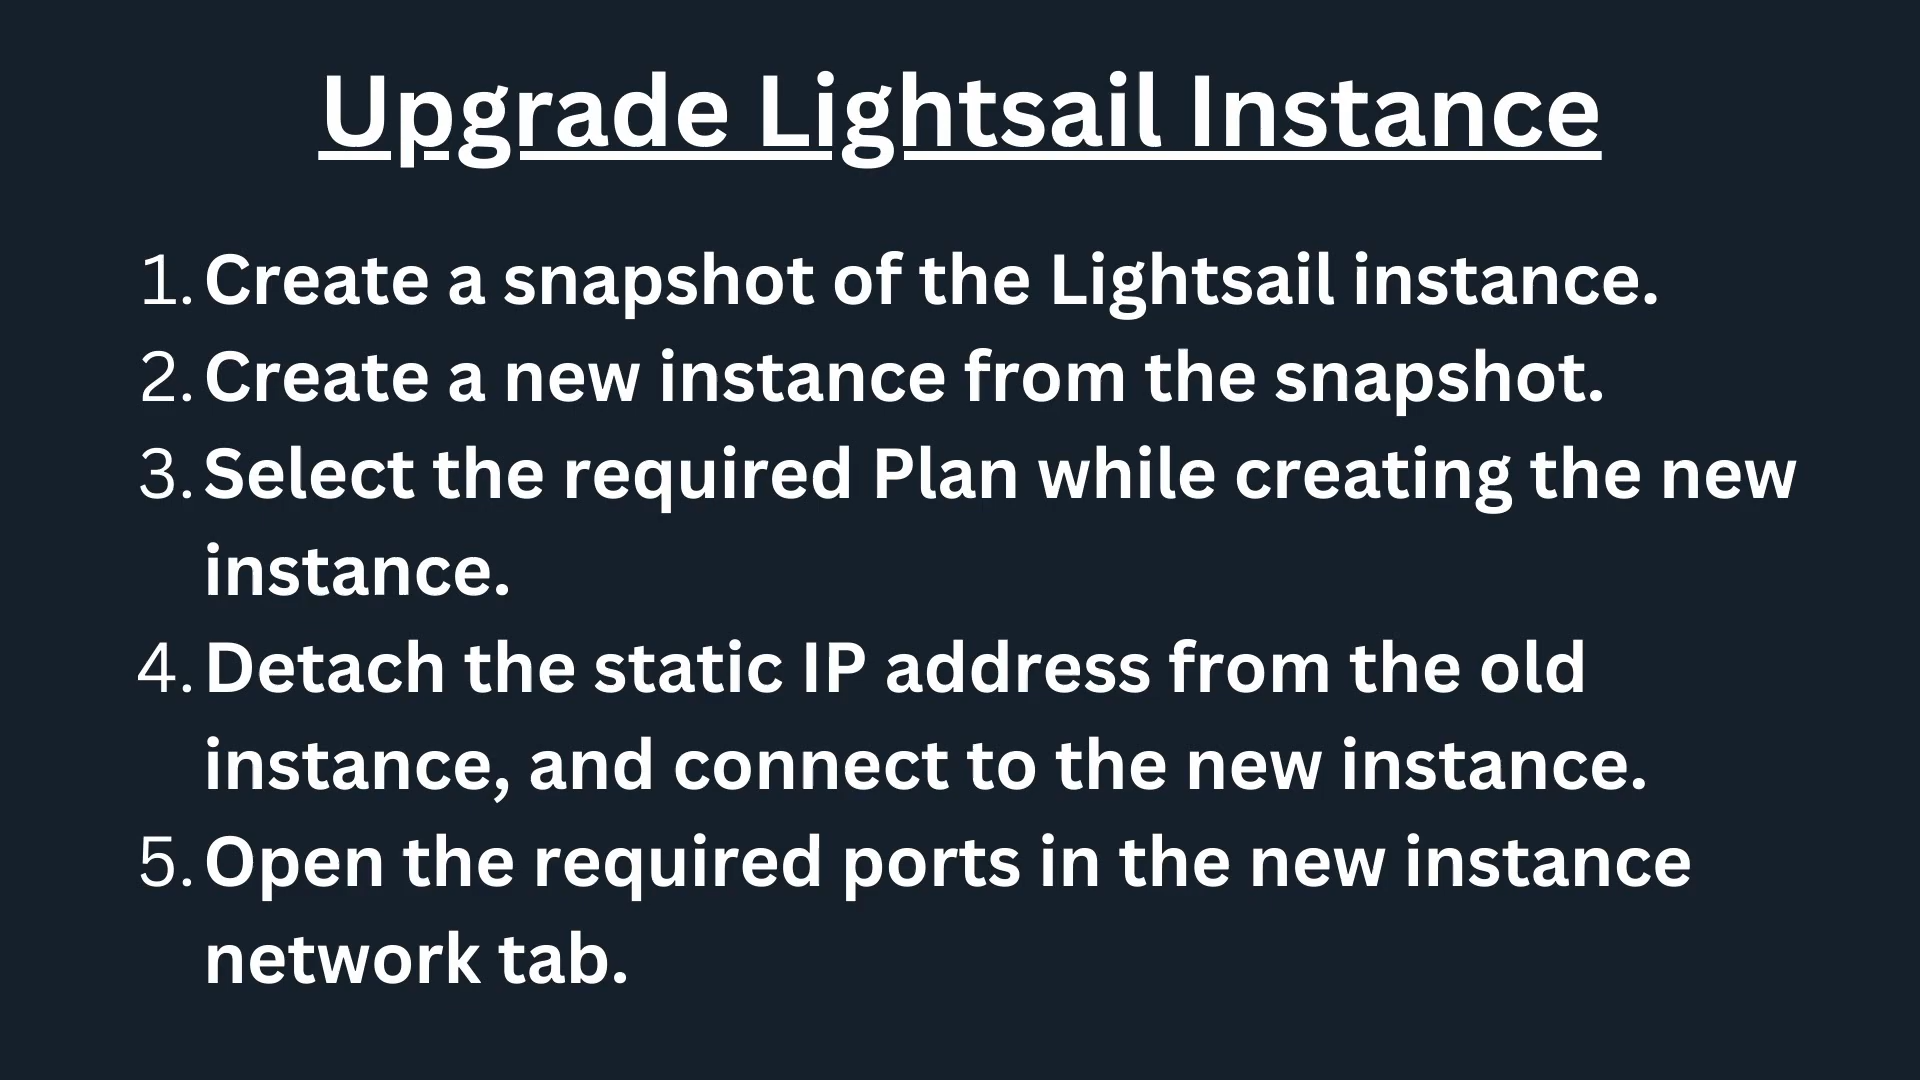 Upgrade Lightsail Instance
1. Create a snapshot of the Lightsail instance.
2. Create a new instance from the snapshot.
3. Select the required Plan while creating the new
instance.
4. Detach the static IP address from the old
instance, and connect to the new instance.
5. Open the required ports in the new instance
network tab.